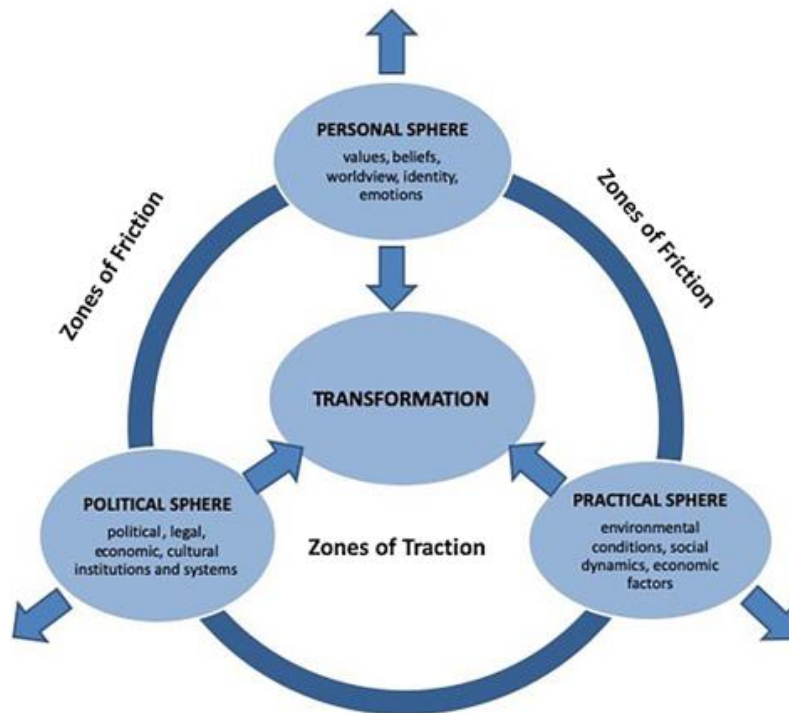 PERSONAL SPHERE
values, beliefs,
worldview, identity,
emotions
Zones of Friction
Zones of Friction
TRANSFORMATION
POLITICAL SPHERE
political, legal,
economic, cultural
institutions and systems
Zones of Traction
PRACTICAL SPHERE
environmental
conditions, social
dynamics, economic
factors